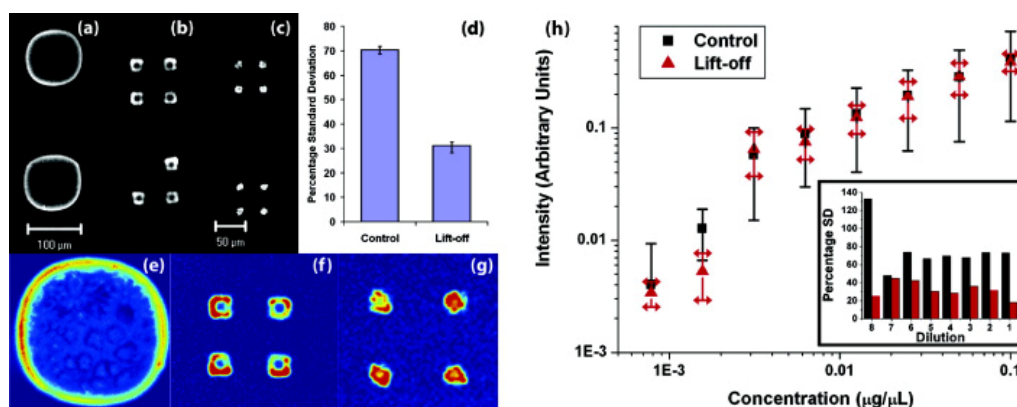 (a)
(b)
(c)
100 µm
50 µm
(d)
Percentage Standard Deviation
80
70
60
50
40
30
20
10
0
Control
Lift-off
(e)
(f)
(g)
(h)
Control
Lift-off
Intensity (Arbitrary Units)
0.1
0.01
1E-3
1E-3
0.01
0.1
Concentration (µg/µL)
Percentage SD
140
120
100
80
60
40
20
0
8 7 6 5 4 3 2 1
Dilution